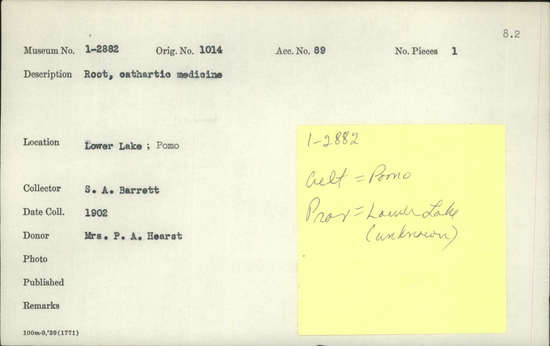 8.2
Museum No. 1-2882 Orig. No. 1014 Acc. No. 89 No. Pieces 1
Description Root, cathartic medicine
Location Lower Lake ; Pomo
Collector S. A. Barrett
Date Coll. 1902
Donor Mrs. P. A. Hearst
Photo
Published
Remarks
100m-8,'39(1771)
1-2882
Cult = Pomo
Prov = Lower Lake
(unknown)